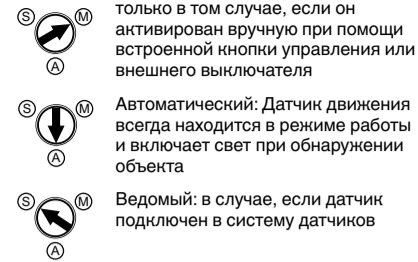 только в том случае, если он
S M
активирован вручную при помощи
встроенной кнопки управления или
A
внешнего выключателя
S M
Автоматический: Датчик движения
всегда находится в режиме работы
и включает свет при обнаружении
A
объекта
S M
Ведомый: в случае, если датчик
подключен в систему датчиков
A